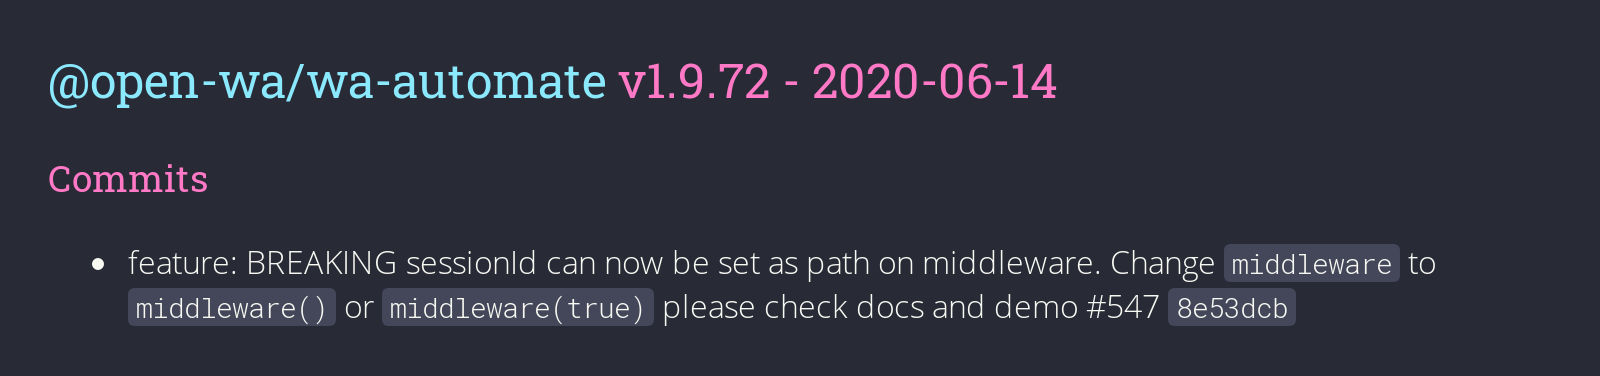 @open-wa/wa-automate v1.9.72 - 2020-06-14
Commits
• feature: BREAKING sessionId can now be set as path on middleware. Change middleware to
middleware() or middleware(true) please check docs and demo #547 8e53dcb